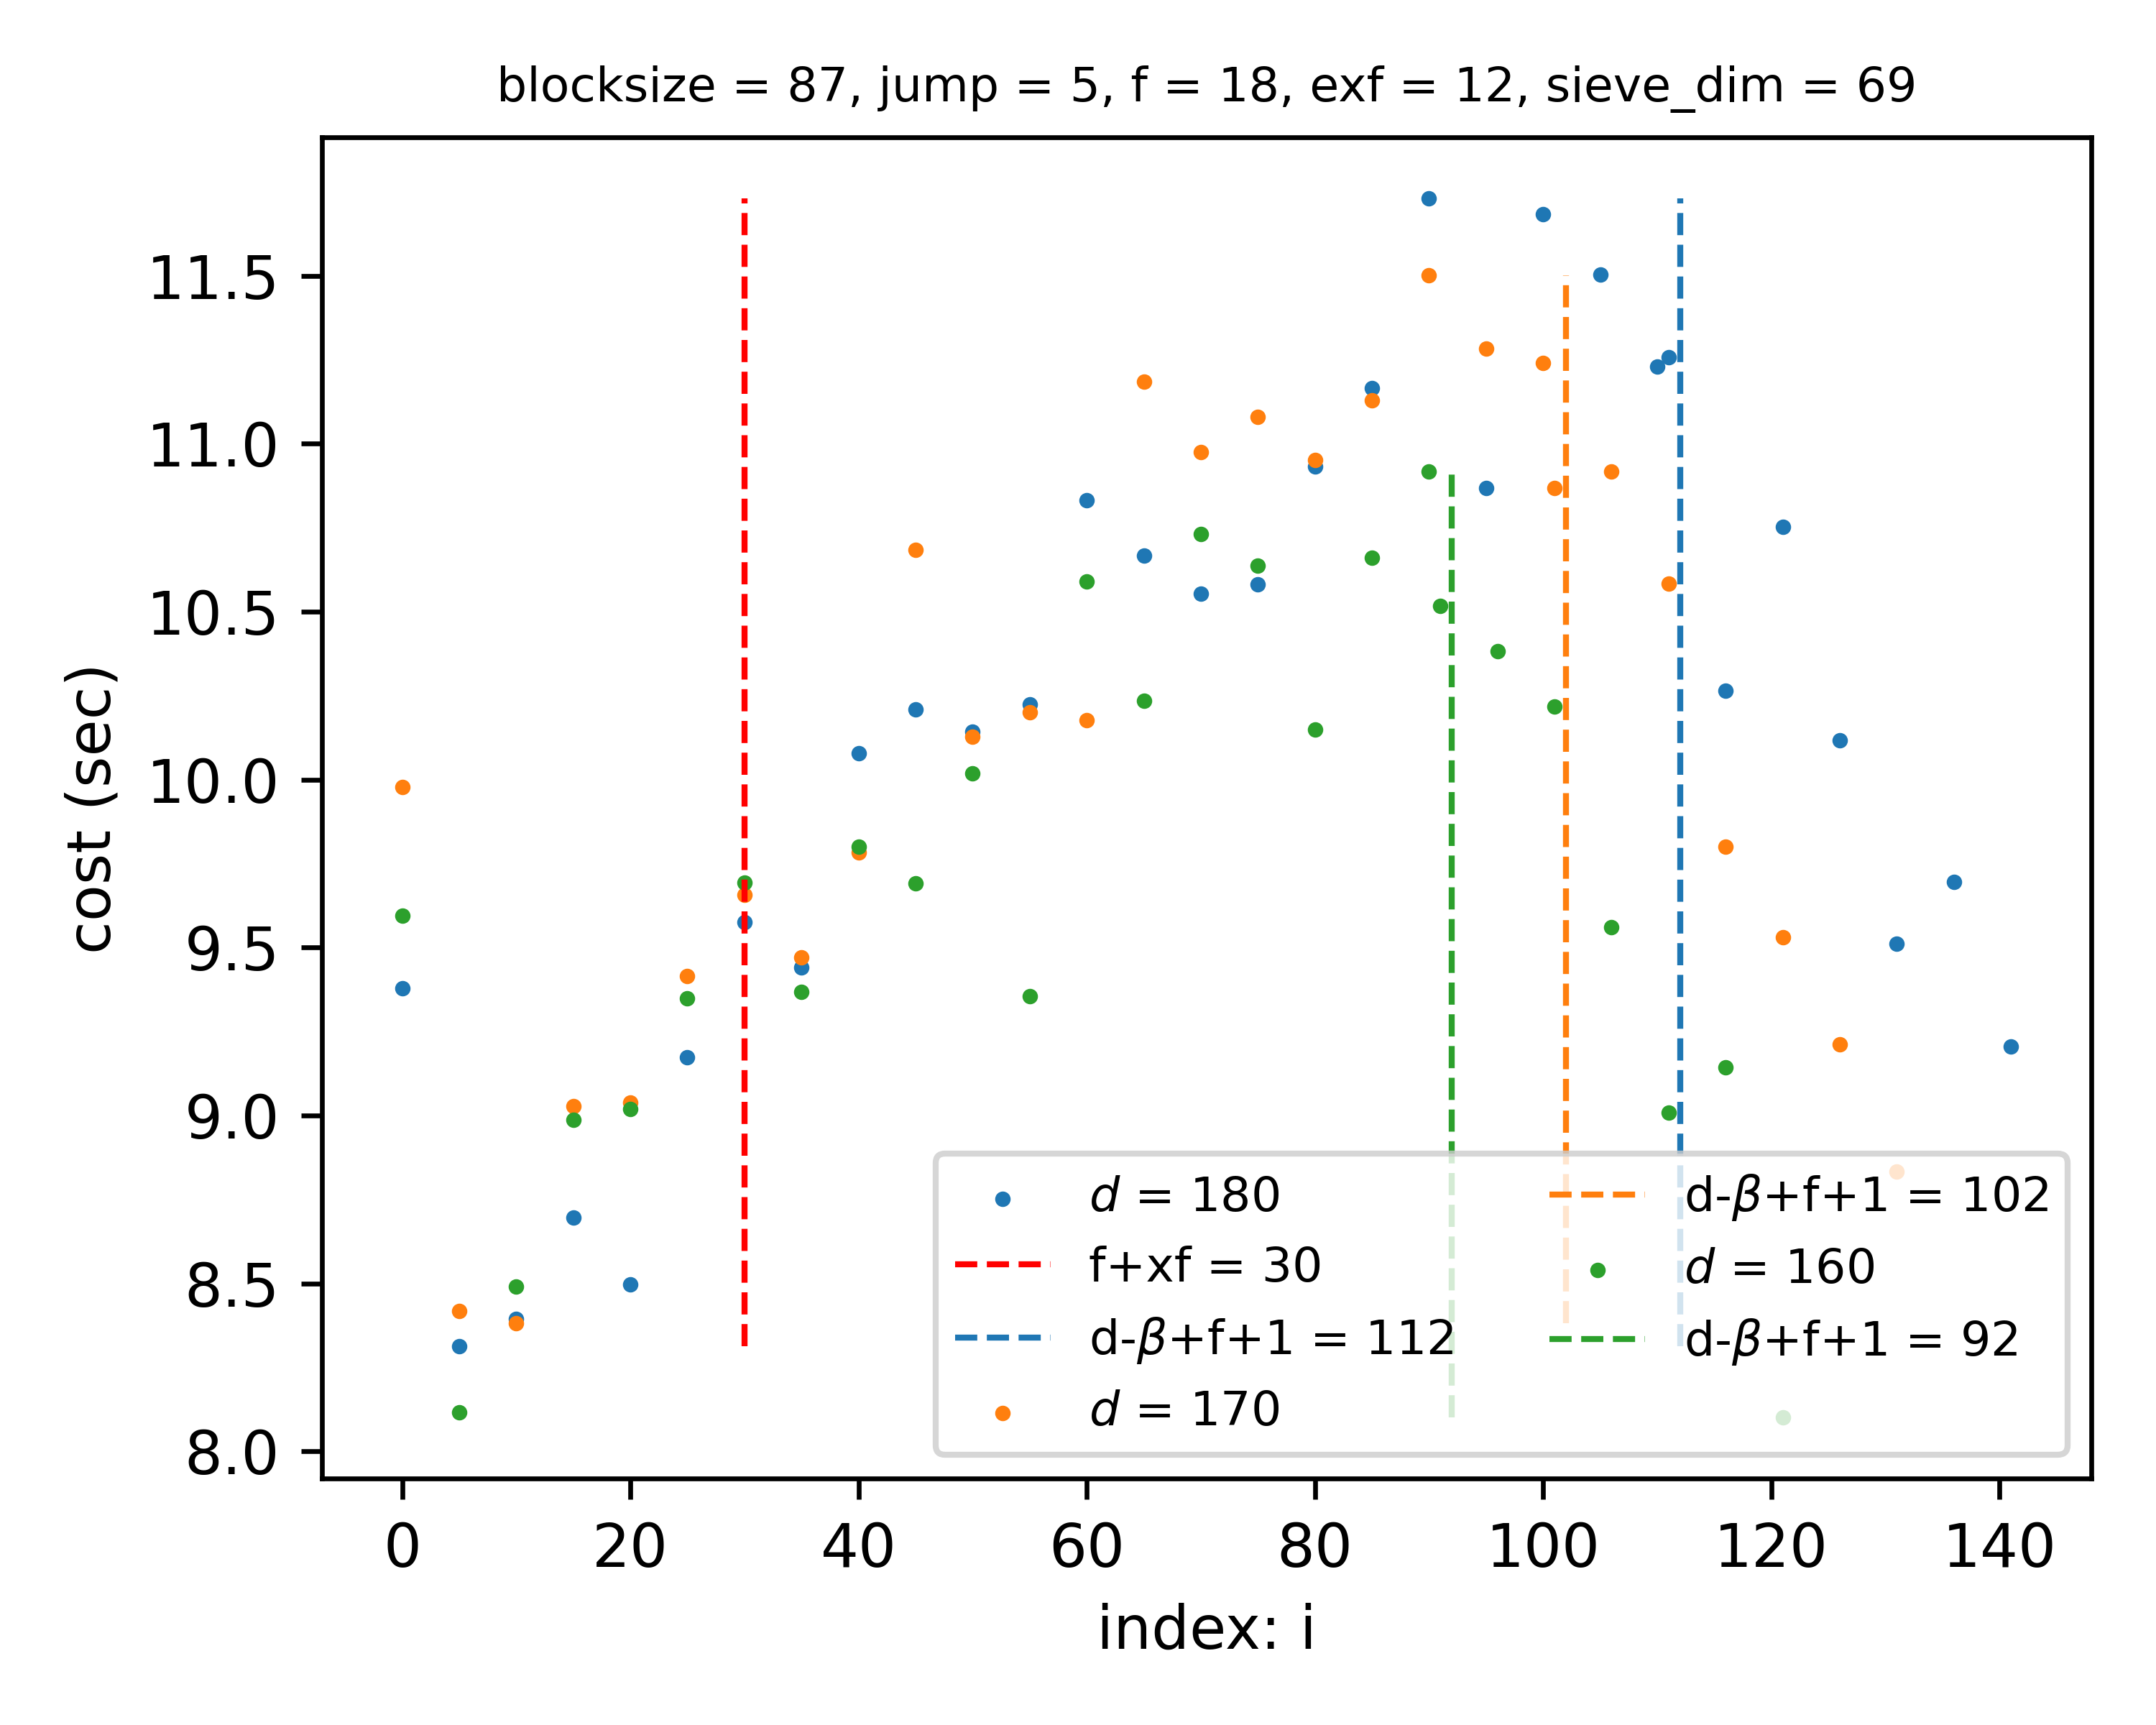 blocksize = 87, jump = 5, f = 18, exf = 12, sieve_dim = 69
cost (sec)
11.5
11.0
10.5
10.0
9.5
9.0
8.5
8.0
d = 180
f+xf = 30
d-β+f+1 = 112
d = 170
d-β+f+1 = 102
d = 160
d-β+f+1 = 92
0 20 40 60 80 100 120 140
index: i